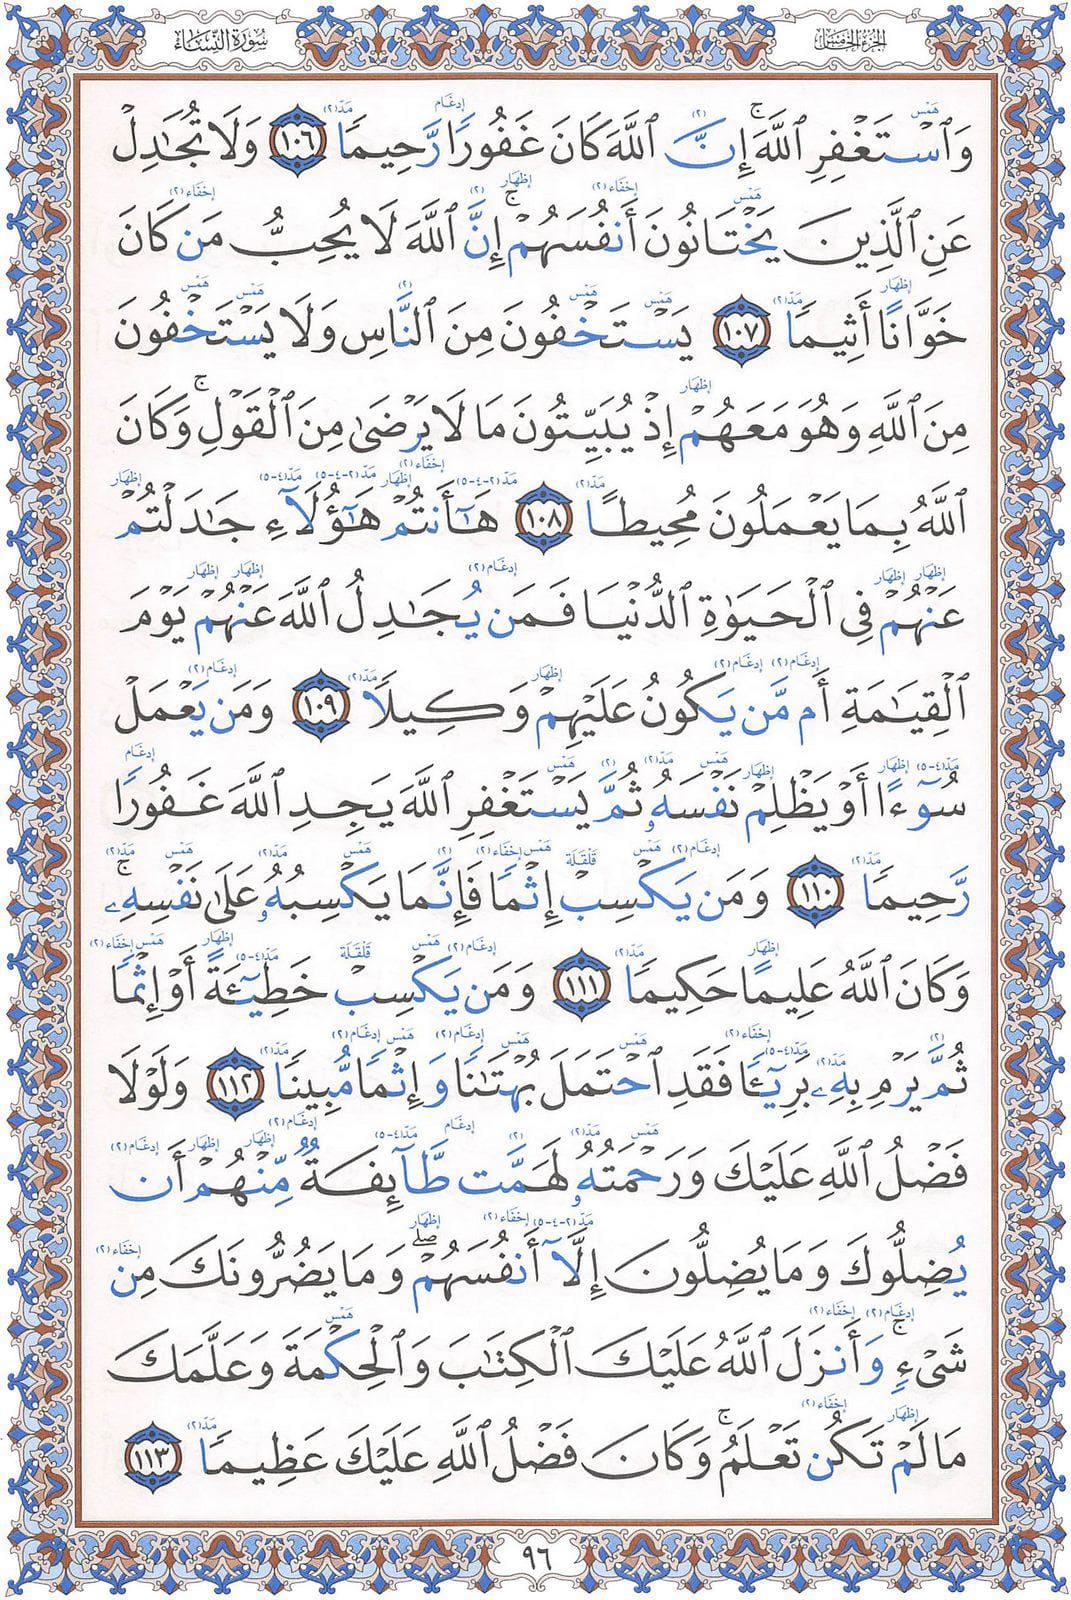 الجزء الخامس
سورة النساء
وَٱسۡتَغۡفِرِ ٱللَّهَۖ إِنَّ ٱللَّهَ كَانَ غَفُورٗا رَّحِيمٗا ١٠٦ وَلَا تُجَٰدِلۡ
عَنِ ٱلَّذِينَ يَخۡتَانُونَ أَنفُسَهُمۡۚ إِنَّ ٱللَّهَ لَا يُحِبُّ مَن كَانَ
خَوَّانًا أَثِيمٗا ١٠٧ يَسۡتَخۡفُونَ مِنَ ٱلنَّاسِ وَلَا يَسۡتَخۡفُونَ
مِنَ ٱللَّهِ وَهُوَ مَعَهُمۡ إِذۡ يُبَيِّتُونَ مَا لَا يَرۡضَىٰ مِنَ ٱلۡقَوۡلِۚ وَكَانَ
ٱللَّهُ بِمَا يَعۡمَلُونَ مُحِيطًا ١٠٨ هَٰٓأَنتُمۡ هَٰٓؤُلَآءِ جَٰدَلۡتُمۡ
عَنۡهُمۡ فِي ٱلۡحَيَوٰةِ ٱلدُّنۡيَا فَمَن يُجَٰدِلُ ٱللَّهَ عَنۡهُمۡ يَوۡمَ
ٱلۡقِيَٰمَةِ أَم مَّن يَكُونُ عَلَيۡهِمۡ وَكِيلٗا ١٠٩ وَمَن يَعۡمَلۡ
سُوٓءًا أَوۡ يَظۡلِمۡ نَفۡسَهُۥ ثُمَّ يَسۡتَغۡفِرِ ٱللَّهَ يَجِدِ ٱللَّهَ غَفُورٗا
رَّحِيمٗا ١١٠ وَمَن يَكۡسِبۡ إِثۡمٗا فَإِنَّمَا يَكۡسِبُهُۥ عَلَىٰ نَفۡسِهِۦۚ
وَكَانَ ٱللَّهُ عَلِيمًا حَكِيمٗا ١١١ وَمَن يَكۡسِبۡ خَطِيٓـَٔةً أَوۡ إِثۡمٗا
ثُمَّ يَرۡمِ بِهِۦ بَرِيٓـٔٗا فَقَدِ ٱحۡتَمَلَ بُهۡتَٰنٗا وَإِثۡمٗا مُّبِينٗا ١١٢ وَلَوۡلَا
فَضۡلُ ٱللَّهِ عَلَيۡكَ وَرَحۡمَتُهُۥ لَهَمَّت طَّآئِفَةٞ مِّنۡهُمۡ أَن
يُضِلُّوكَ وَمَا يُضِلُّونَ إِلَّآ أَنفُسَهُمۡۖ وَمَا يَضُرُّونَكَ مِن
شَيۡءٖۚ وَأَنزَلَ ٱللَّهُ عَلَيۡكَ ٱلۡكِتَٰبَ وَٱلۡحِكۡمَةَ وَعَلَّمَكَ
مَا لَمۡ تَكُن تَعۡلَمُۚ وَكَانَ فَضۡلُ ٱللَّهِ عَلَيۡكَ عَظِيمٗا ١١٣
٩٦